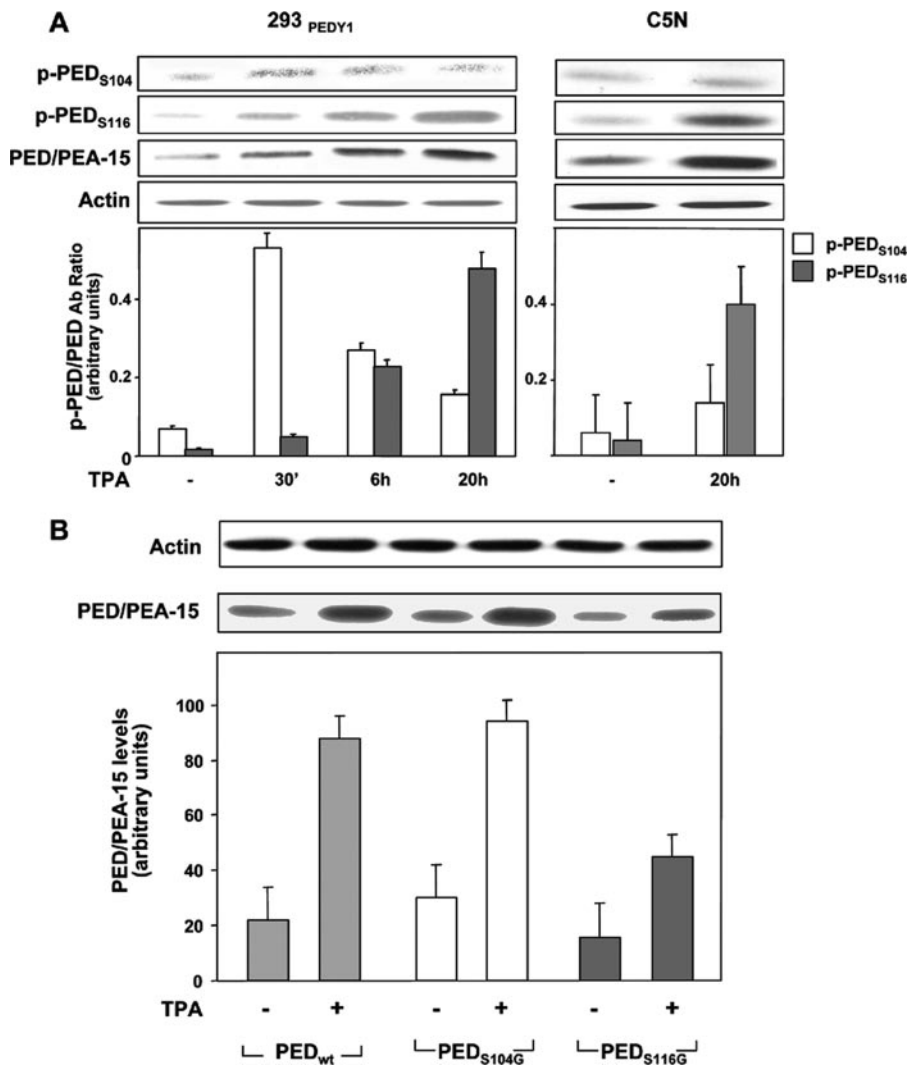 A
293 PEDY1
C5N
p-PEDS104
p-PEDS116
PED/PEA-15
Actin
p-PED/PED Ab Ratio
(arbitrary units)
0.4
0.2
0
0.4
0.2
p-PEDS104
p-PEDS116
TPA - 30' 6h 20h - 20h
B
Actin
PED/PEA-15
PED/PEA-15 levels
(arbitrary units)
100
80
60
40
20
0
TPA - + - + - +
PEDwt PEDS104G PEDS116G